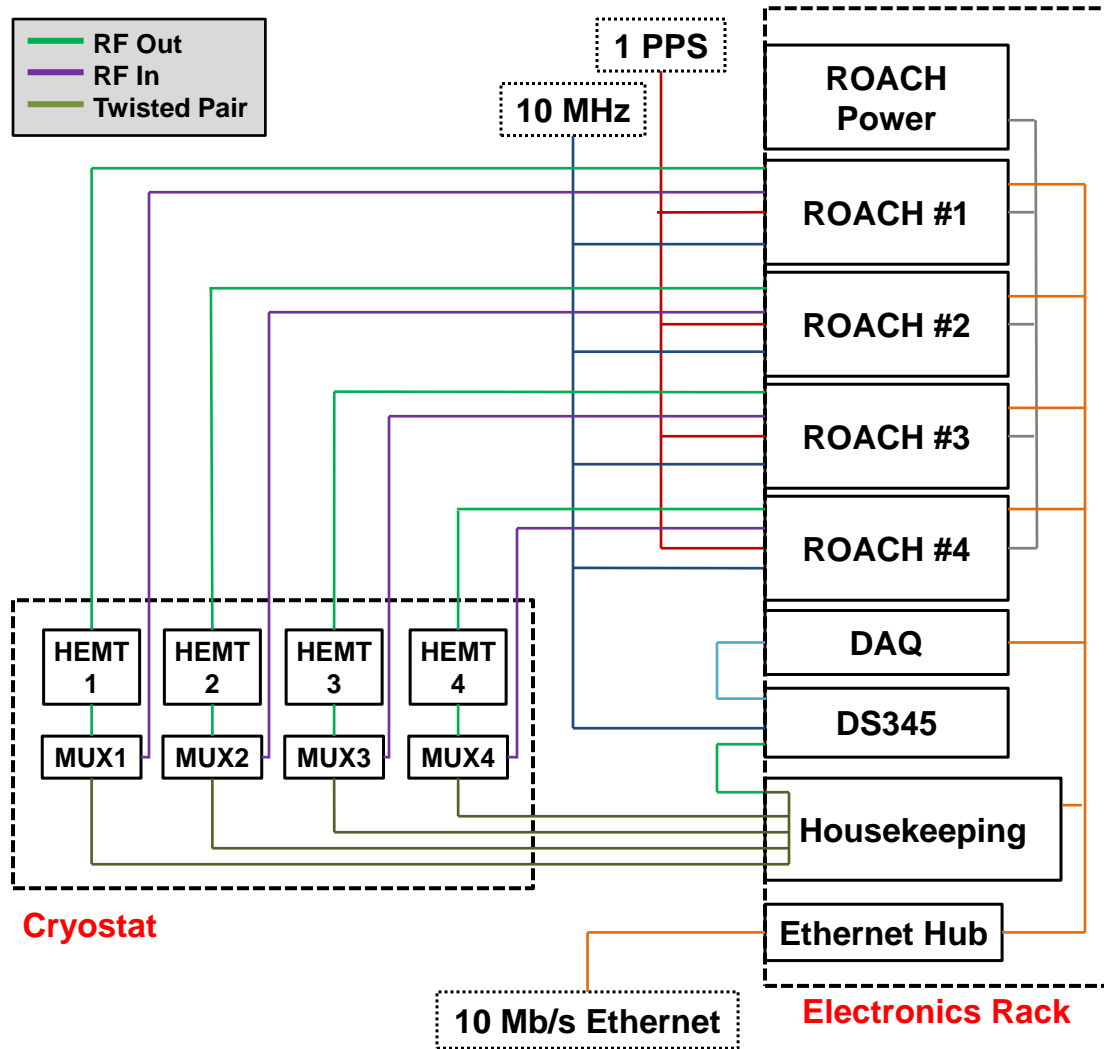 RF Out
RF In
Twisted Pair
1 PPS
10 MHz
ROACH
Power
ROACH #1
ROACH #2
ROACH #3
ROACH #4
HEMT
1
HEMT
2
HEMT
3
HEMT
4
DAQ
DS345
MUX1
MUX2
MUX3
MUX4
Housekeeping
Cryostat
Ethernet Hub
10 Mb/s Ethernet
Electronics Rack